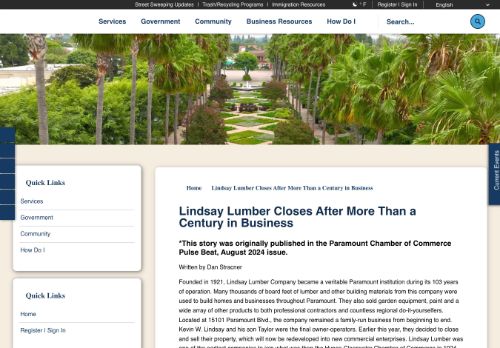 Street Sweeping Updates | Trash/Recycling Programs | Immigration Resources
° F
Register | Sign In
English
Services Government Community Business Resources How Do I
Search...
Current Events
Quick Links
Services
Government
Community
How Do I
Quick Links
Home
Register | Sign In
Home Lindsay Lumber Closes After More Than a Century in Business
Lindsay Lumber Closes After More Than a
Century in Business
*This story was originally published in the Paramount Chamber of Commerce
Pulse Beat, August 2024 issue.
Written by Dan Stracner
Founded in 1921, Lindsay Lumber Company became a veritable Paramount institution during its 103 years
of operation. Many thousands of board feet of lumber and other building materials from this company were
used to build homes and businesses throughout Paramount. They also sold garden equipment, paint and a
wide array of other products to both professional contractors and countless regional do-it-yourselfers.
Located at 15101 Paramount Blvd., the company remained a family-run business from beginning to end.
Kevin W. Lindsay and his son Taylor were the final owner-operators. Earlier this year, they decided to close
and sell their property, which will now be redeveloped into new commercial enterprises. Lindsay Lumber was